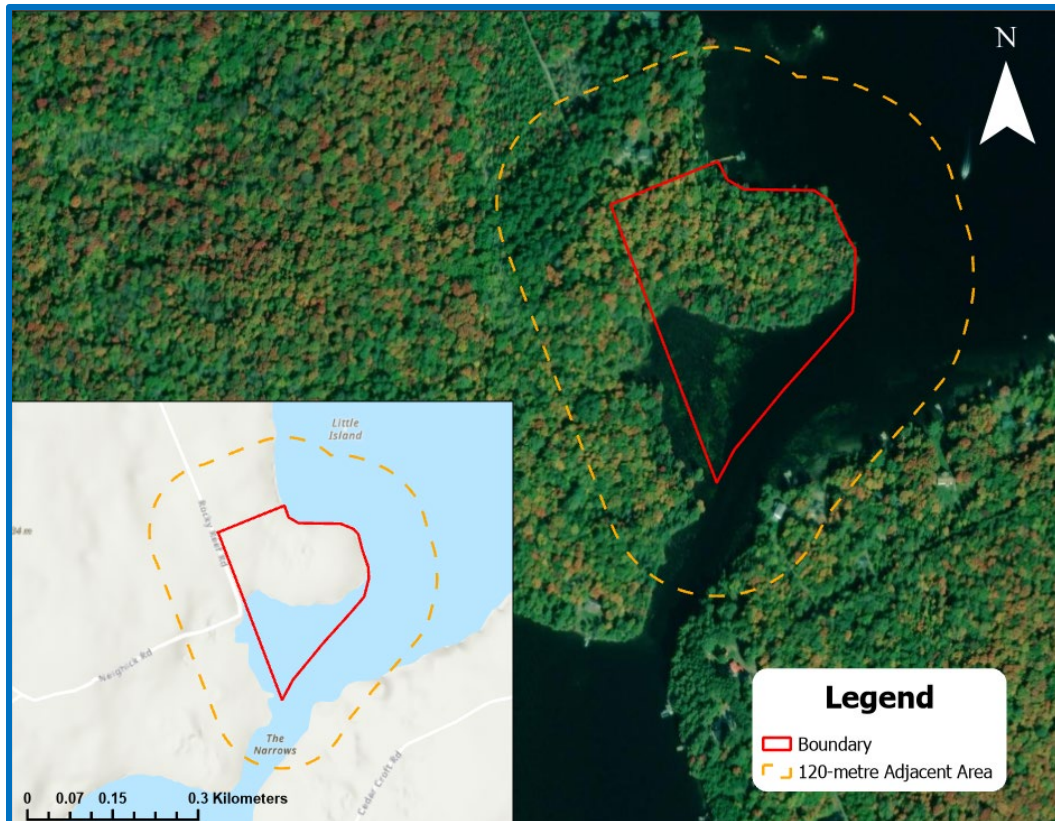 N
Little
Island
Rocky Reef Rd
Neighick Rd
The
Narrows
Cedar Croft Rd
0 0.07 0.15 0.3 Kilometers
Legend
Boundary
120-metre Adjacent Area